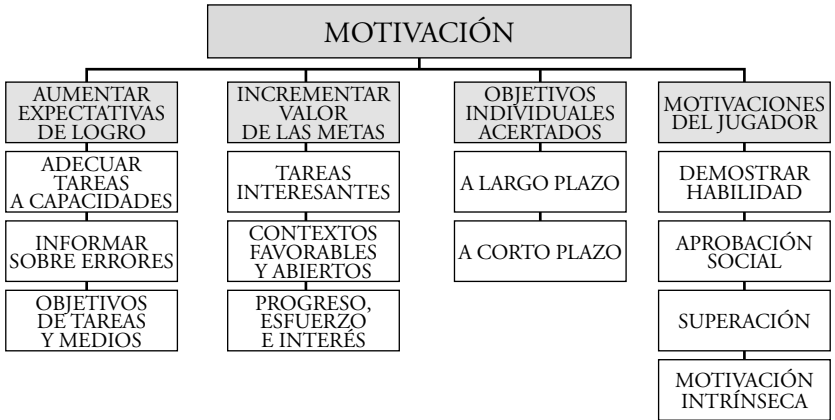 MOTIVACIÓN
AUMENTAR
EXPECTATIVAS
DE LOGRO
ADECUAR
TAREAS
A CAPACIDADES
INFORMAR
SOBRE ERRORES
OBJETIVOS
DE TAREAS
Y MEDIOS
INCREMENTAR
VALOR
DE LAS METAS
TAREAS
INTERESANTES
CONTEXTOS
FAVORABLES
Y ABIERTOS
PROGRESO,
ESFUERZO
E INTERÉS
OBJETIVOS
INDIVIDUALES
ACERTADOS
A LARGO PLAZO
A CORTO PLAZO
MOTIVACIONES
DEL JUGADOR
DEMOSTRAR
HABILIDAD
APROBACIÓN
SOCIAL
SUPERACIÓN
MOTIVACIÓN
INTRÍNSECA